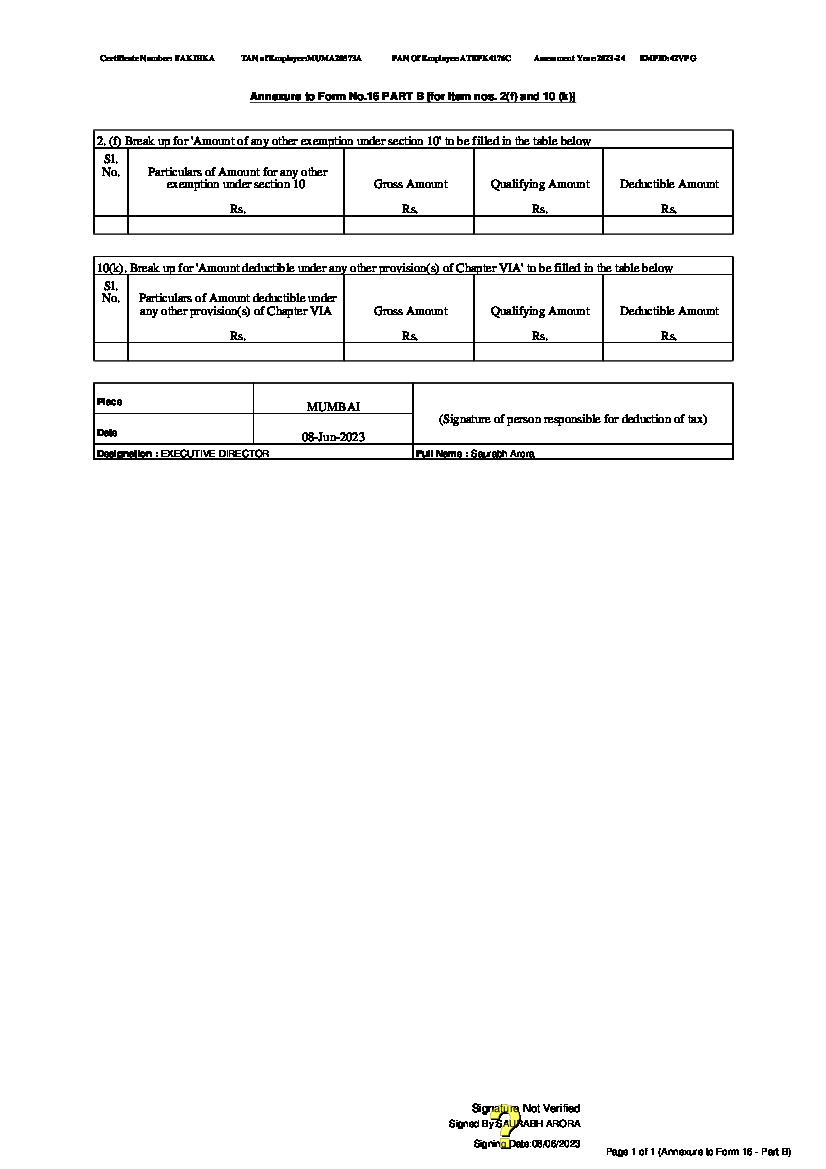 Certificate Number: FAKIHKA TAN of Employer:MUMA20573A PAN Of Employee:ATEPK4176C Assessment Year:2023-24 EMPID:42VPG
Annexure to Form No.16 PART B [for Item nos. 2(f) and 10 (k)]
2. (f) Break up for 'Amount of any other exemption under section 10' to be filled in the table below
Sl. No. Particulars of Amount for any other exemption under section 10 Rs. Gross Amount Rs. Qualifying Amount Rs. Deductible Amount Rs.
10(k). Break up for 'Amount deductible under any other provision(s) of Chapter VIA' to be filled in the table below
Sl. No. Particulars of Amount deductible under any other provision(s) of Chapter VIA Rs. Gross Amount Rs. Qualifying Amount Rs. Deductible Amount Rs.
Place MUMBAI
(Signature of person responsible for deduction of tax)
Date 08-Jun-2023
Designation : EXECUTIVE DIRECTOR Full Name : Saurabh Arora
Signature Not Verified
Signed By:SAURABH ARORA
Signing Date:08/06/2023
Page 1 of 1 (Annexure to Form 16 - Part B)